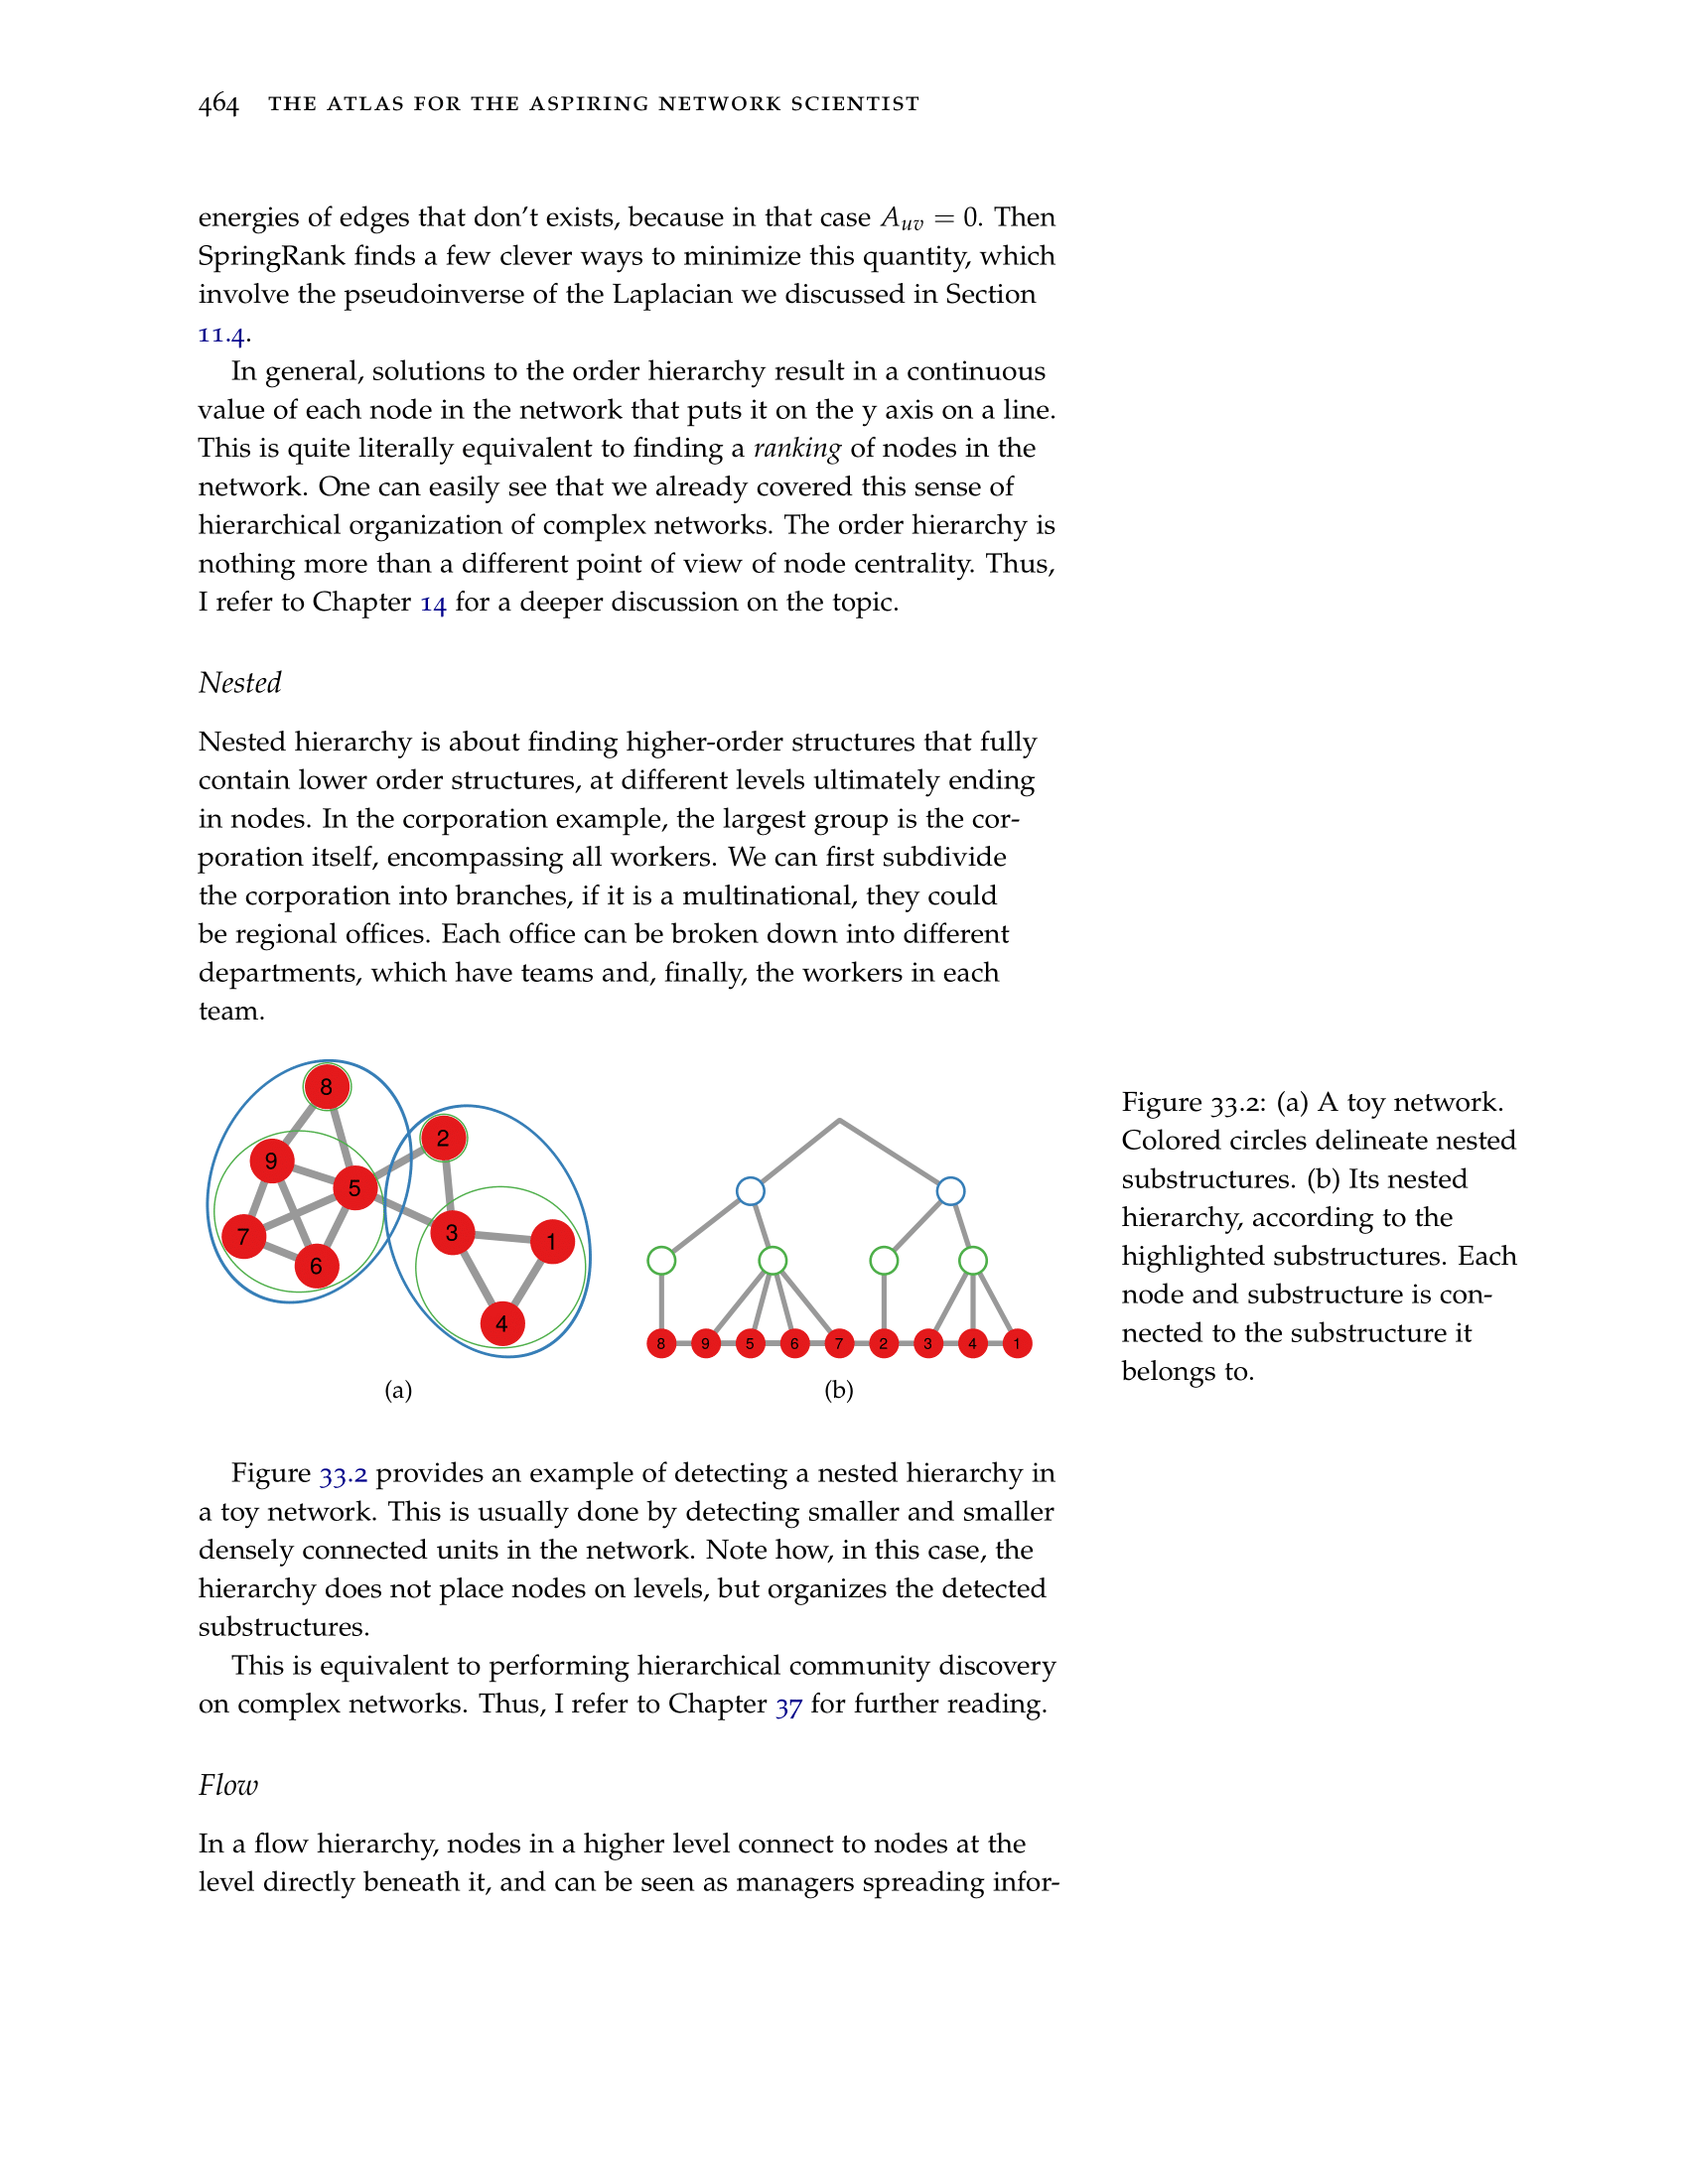 464 THE ATLAS FOR THE ASPIRING NETWORK SCIENTIST
energies of edges that don't exists, because in that case A_{uv} = 0. Then
SpringRank finds a few clever ways to minimize this quantity, which
involve the pseudoinverse of the Laplacian we discussed in Section
11.4.
In general, solutions to the order hierarchy result in a continuous
value of each node in the network that puts it on the y axis on a line.
This is quite literally equivalent to finding a ranking of nodes in the
network. One can easily see that we already covered this sense of
hierarchical organization of complex networks. The order hierarchy is
nothing more than a different point of view of node centrality. Thus,
I refer to Chapter 14 for a deeper discussion on the topic.
Nested
Nested hierarchy is about finding higher-order structures that fully
contain lower order structures, at different levels ultimately ending
in nodes. In the corporation example, the largest group is the cor-
poration itself, encompassing all workers. We can first subdivide
the corporation into branches, if it is a multinational, they could
be regional offices. Each office can be broken down into different
departments, which have teams and, finally, the workers in each
team.
8
2
9
5
3
7
1
6
4
(a)
8 9 5 6 7 2 3 4 1
(b)
Figure 33.2: (a) A toy network.
Colored circles delineate nested
substructures. (b) Its nested
hierarchy, according to the
highlighted substructures. Each
node and substructure is con-
nected to the substructure it
belongs to.
Figure 33.2 provides an example of detecting a nested hierarchy in
a toy network. This is usually done by detecting smaller and smaller
densely connected units in the network. Note how, in this case, the
hierarchy does not place nodes on levels, but organizes the detected
substructures.
This is equivalent to performing hierarchical community discovery
on complex networks. Thus, I refer to Chapter 37 for further reading.
Flow
In a flow hierarchy, nodes in a higher level connect to nodes at the
level directly beneath it, and can be seen as managers spreading infor-